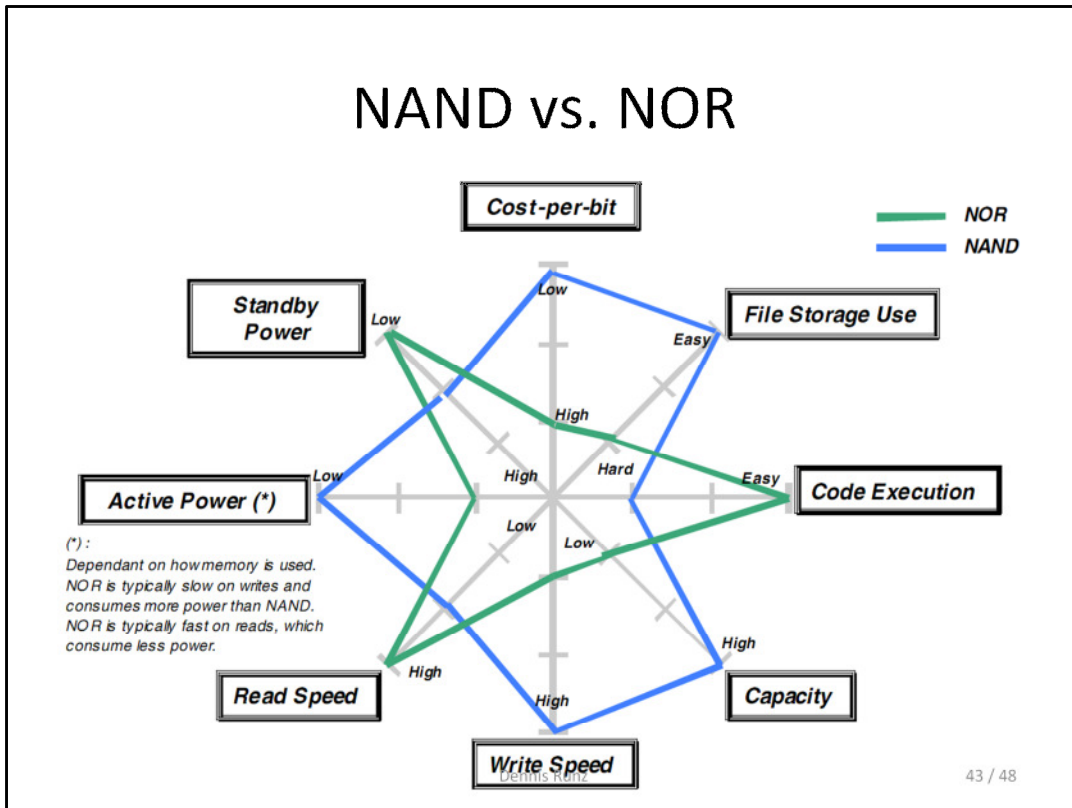 NAND vs. NOR
Cost-per-bit
NOR
NAND
Standby
Power
File Storage Use
Low
Low
Easy
High
Low
High
Hard
Easy
Active Power (*)
Code Execution
Low
Low
(*) :
Dependant on how memory is used.
NOR is typically slow on writes and
consumes more power than NAND.
NOR is typically fast on reads, which
consume less power.
High
High
High
Read Speed
Capacity
Write Speed
Dennis Runz
43 / 48